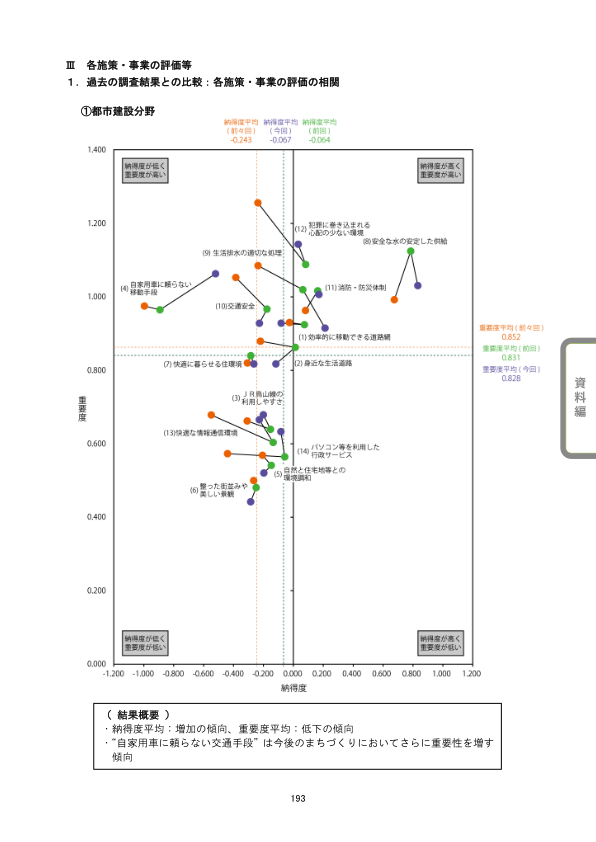 Ⅲ 各施策・事業の評価等
１．過去の調査結果との比較：各施策・事業の評価の相関
①都市建設分野
納得度平均 納得度平均 納得度平均
（前々回） （今回） （前回）
-0.243 -0.067 -0.064
1.400
納得度が低く
重要度が高い
納得度が高く
重要度が高い
1.200
(12) 犯罪に巻き込まれる
心配の少ない環境
(8)安全な水の安定した供給
(9) 生活排水の適切な処理
(4) 自家用車に頼らない
移動手段
(11)消防・防災体制
1.000
(10)交通安全
重要度平均（前々回）
0.852
(1)効率的に移動できる道路網
重要度平均（前回）
0.831
(7)快適に暮らせる住環境
(2)身近な生活道路
重要度平均（今回）
0.828
0.800
資料編
重要度
(3) ＪＲ烏山線の
利用しやすさ
(13)快適な情報通信環境
0.600
(14) パソコン等を利用した
行政サービス
(5) 自然と住宅地等との
環境調和
(6) 整った街並みや
美しい景観
0.400
0.200
納得度が低く
重要度が低い
納得度が高く
重要度が低い
0.000
-1.200 -1.000 -0.800 -0.600 -0.400 -0.200 0.000 0.200 0.400 0.600 0.800 1.000 1.200
納得度
（ 結果概要 ）
・納得度平均：増加の傾向、重要度平均：低下の傾向
・“自家用車に頼らない交通手段” は今後のまちづくりにおいてさらに重要性を増す
傾向
193